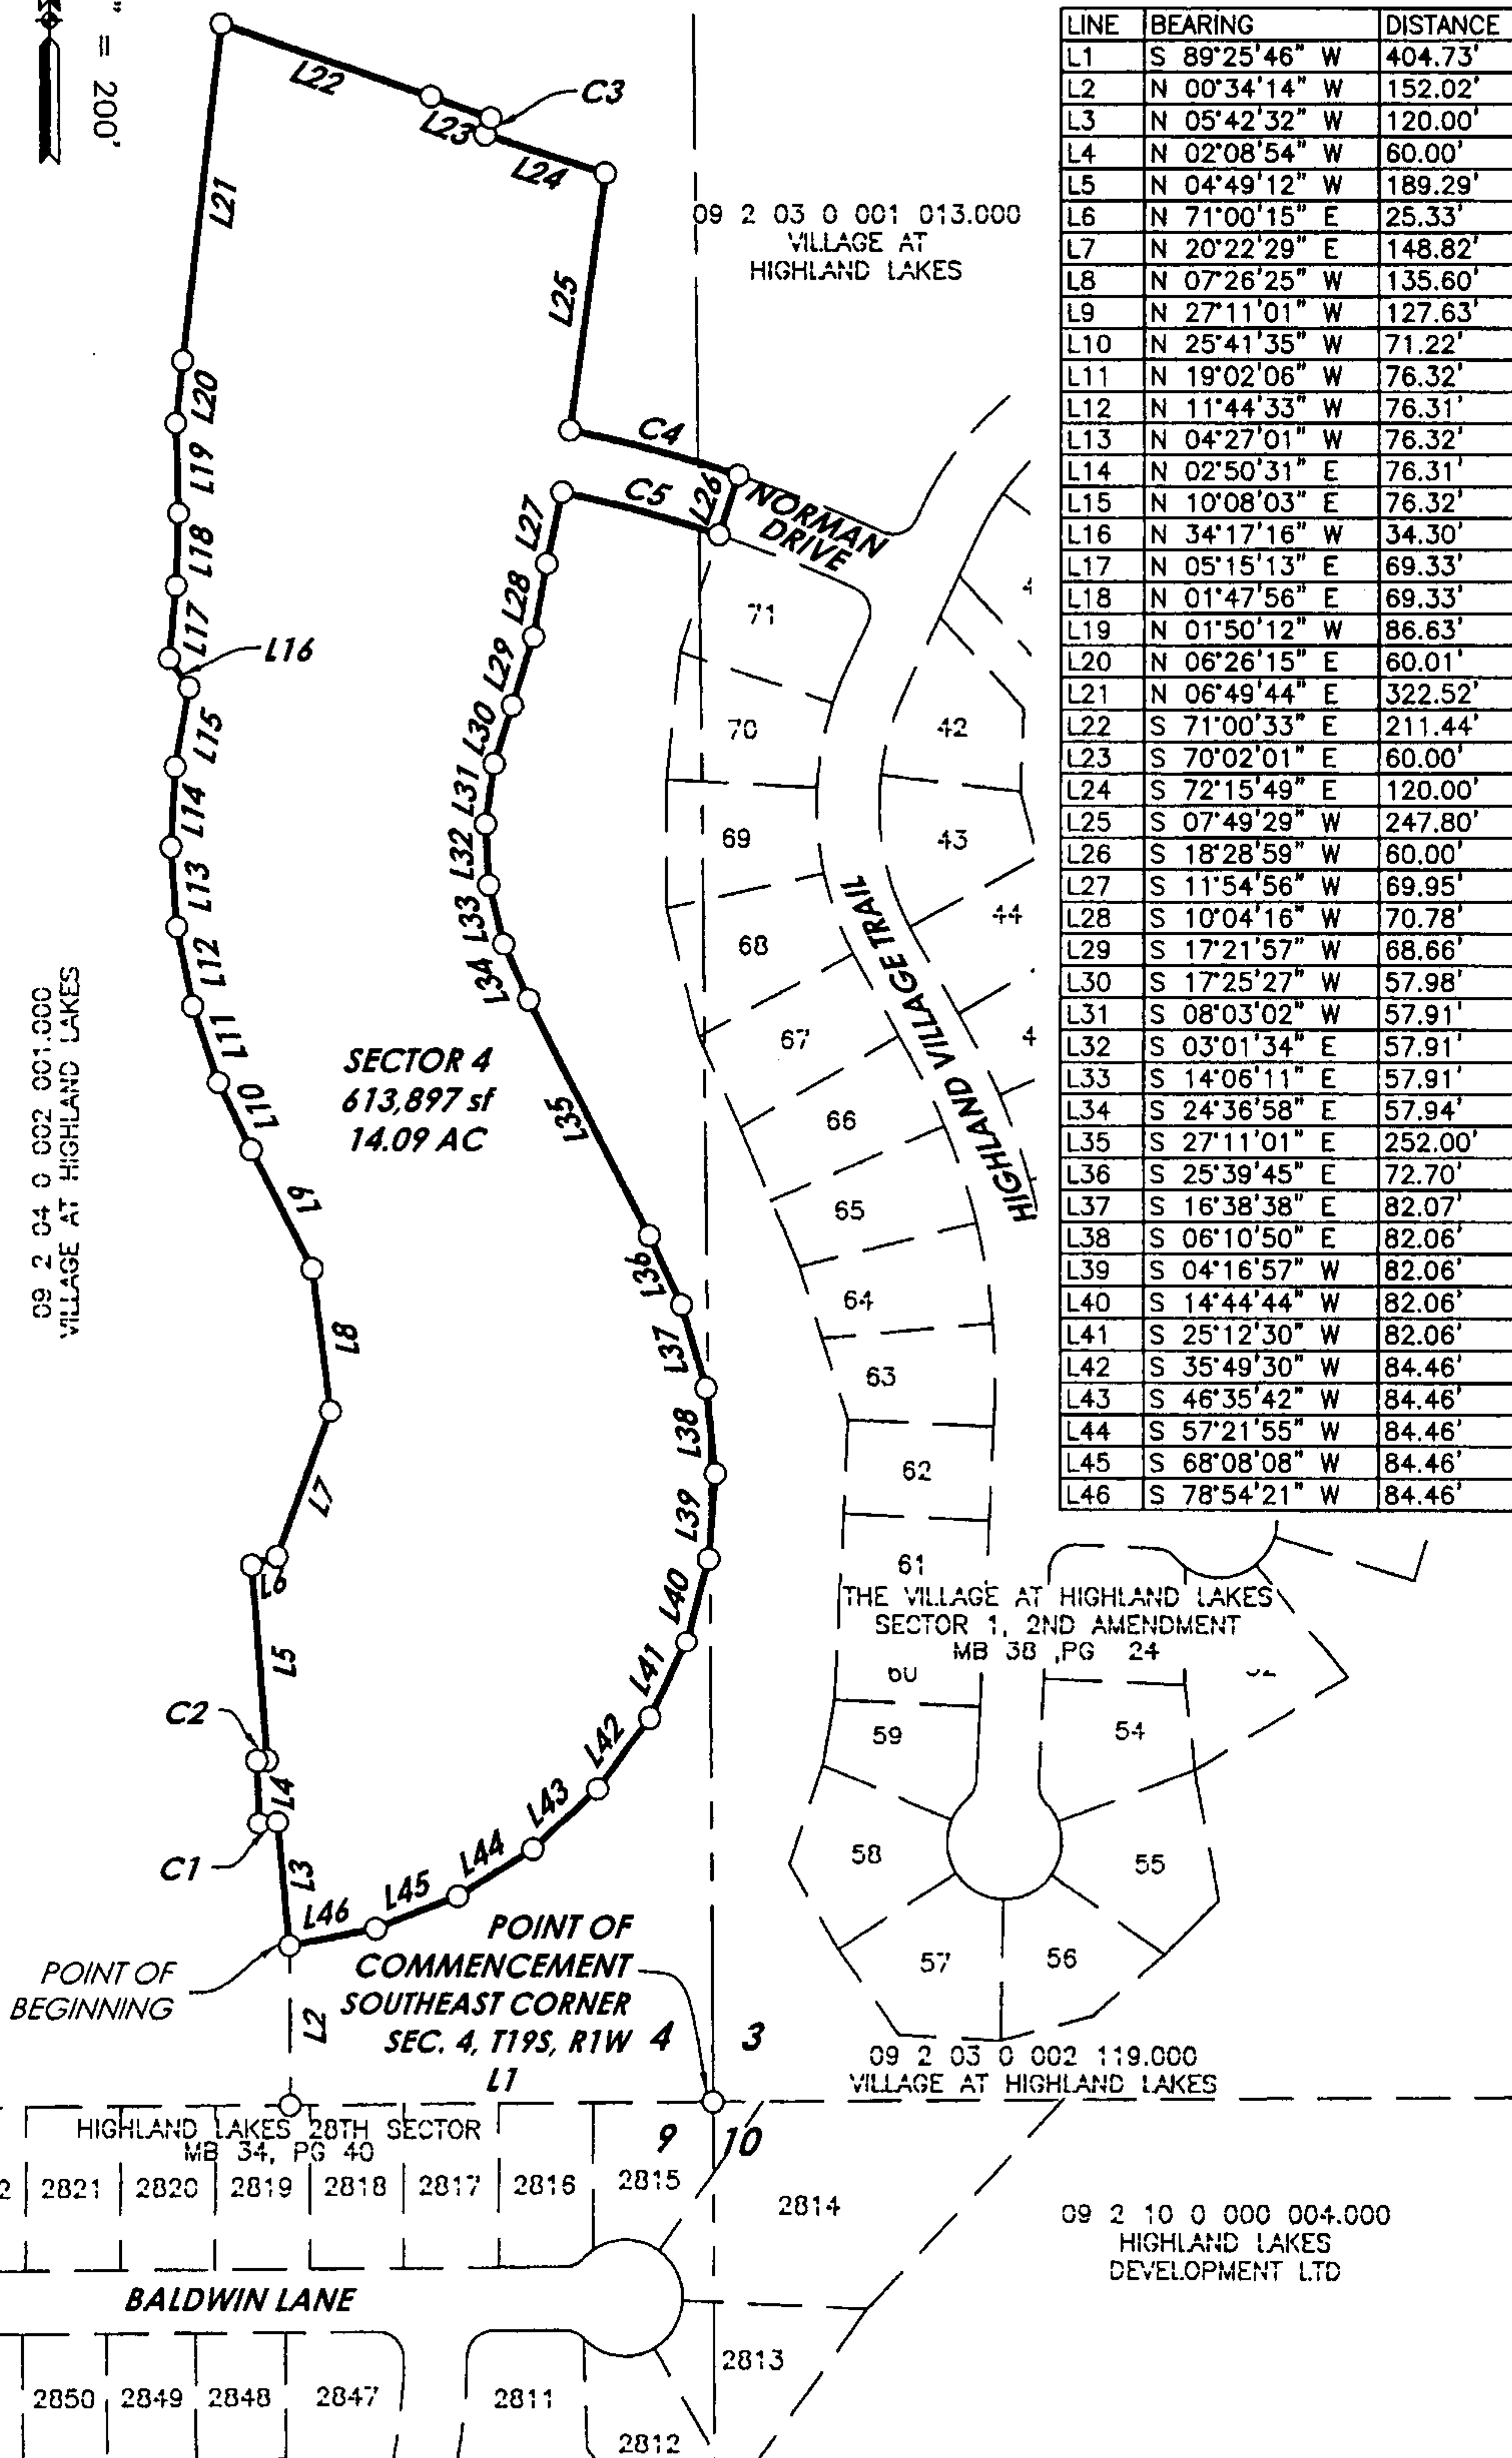 " = 200'
LINE BEARING DISTANCE
L1 S 89°25'46" W 404.73'
L2 N 00°34'14" W 152.02'
L3 N 05°42'32" W 120.00'
L4 N 02°08'54" W 60.00'
L5 N 04°49'12" W 189.29'
L6 N 71°00'15" E 25.33'
L7 N 20°22'29" E 148.82'
L8 N 07°26'25" W 135.60'
L9 N 27°11'01" W 127.63'
L10 N 25°41'35" W 71.22'
L11 N 19°02'06" W 76.32'
L12 N 11°44'33" W 76.31'
L13 N 04°27'01" W 76.32'
L14 N 02°50'31" E 76.31'
L15 N 10°08'03" E 76.32'
L16 N 34°17'16" W 34.30'
L17 N 05°15'13" E 69.33'
L18 N 01°47'56" E 69.33'
L19 N 01°50'12" W 86.63'
L20 N 06°26'15" E 60.01'
L21 N 06°49'44" E 322.52'
L22 S 71°00'33" E 211.44'
L23 S 70°02'01" E 60.00'
L24 S 72°15'49" E 120.00'
L25 S 07°49'29" W 247.80'
L26 S 18°28'59" W 60.00'
L27 S 11°54'56" W 69.95'
L28 S 10°04'16" W 70.78'
L29 S 17°21'57" W 68.66'
L30 S 17°25'27" W 57.98'
L31 S 08°03'02" W 57.91'
L32 S 03°01'34" E 57.91'
L33 S 14°06'11" E 57.91'
L34 S 24°36'58" E 57.94'
L35 S 27°11'01" E 252.00'
L36 S 25°39'45" E 72.70'
L37 S 16°38'38" E 82.07'
L38 S 06°10'50" E 82.06'
L39 S 04°16'57" W 82.06'
L40 S 14°44'44" W 82.06'
L41 S 25°12'30" W 82.06'
L42 S 35°49'30" W 84.46'
L43 S 46°35'42" W 84.46'
L44 S 57°21'55" W 84.46'
L45 S 68°08'08" W 84.46'
L46 S 78°54'21" W 84.46'
L22
C3
L23
L24
L21
L25
09 2 03 0 001 013.000
VILLAGE AT
HIGHLAND LAKES
L20
L19
L18
L17
L16
L15
L14
L13
L12
L11
L10
L9
L8
L7
L6
L5
C2
L4
C1
L3
C4
C5
L26
NORMAN
DRIVE
L27
L28
L29
L30
L31
L32
L33
L34
L35
L36
L37
L38
L39
L40
L41
L42
L43
L44
L45
L46
09 2 04 0 002 001.000
VILLAGE AT HIGHLAND LAKES
SECTOR 4
613,897 sf
14.09 AC
71
70
69
68
67
66
65
64
63
62
61
42
43
44
4
4
HIGHLAND VILLAGE TRAIL
THE VILLAGE AT HIGHLAND LAKES
SECTOR 1, 2ND AMENDMENT
MB 38 ,PG 24
60
59
58
57
56
55
54
POINT OF
BEGINNING
L2
POINT OF
COMMENCEMENT
SOUTHEAST CORNER
SEC. 4, T19S, R1W
4 3
L1
09 2 03 0 002 119.000
VILLAGE AT HIGHLAND LAKES
9 10
HIGHLAND LAKES 28TH SECTOR
MB 34, PG 40
2 2821 2820 2819 2818 2817 2816 2815 2814
09 2 10 0 000 004.000
HIGHLAND LAKES
DEVELOPMENT LTD
BALDWIN LANE
2850 2849 2848 2847 2811 2813
2812